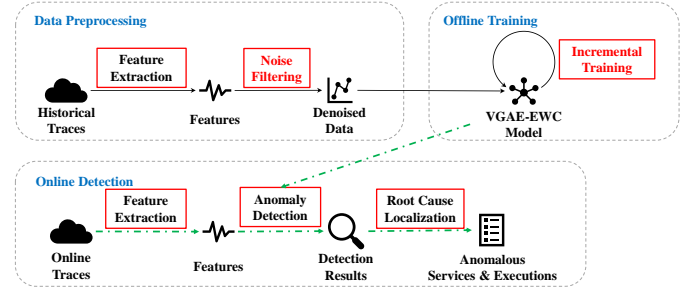 Data Preprocessing
Feature
Extraction
Noise
Filtering
Historical
Traces
Features
Denoised
Data
Offline Training
Incremental
Training
VGAE-EWC
Model
Online Detection
Feature
Extraction
Anomaly
Detection
Root Cause
Localization
Online
Traces
Features
Detection
Results
Anomalous
Services & Executions